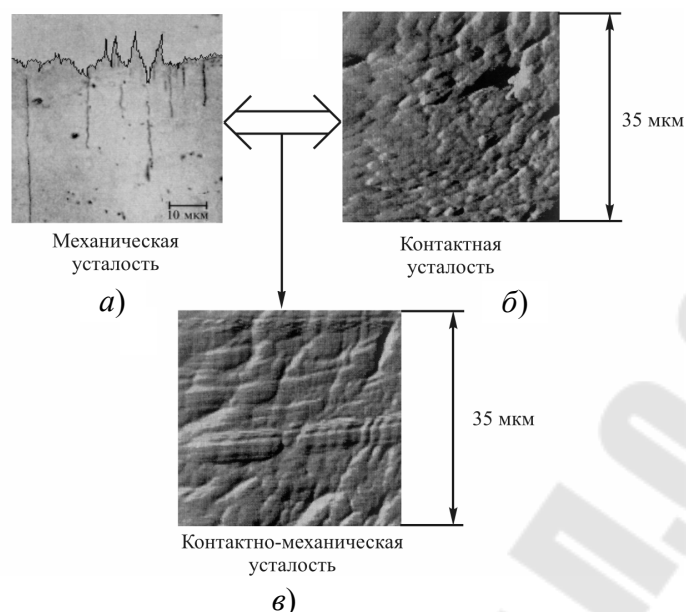 10 мкм
35 мкм
Механическая
усталость
а)
Контактная
усталость
б)
35 мкм
Контактно-механическая
усталость
в)